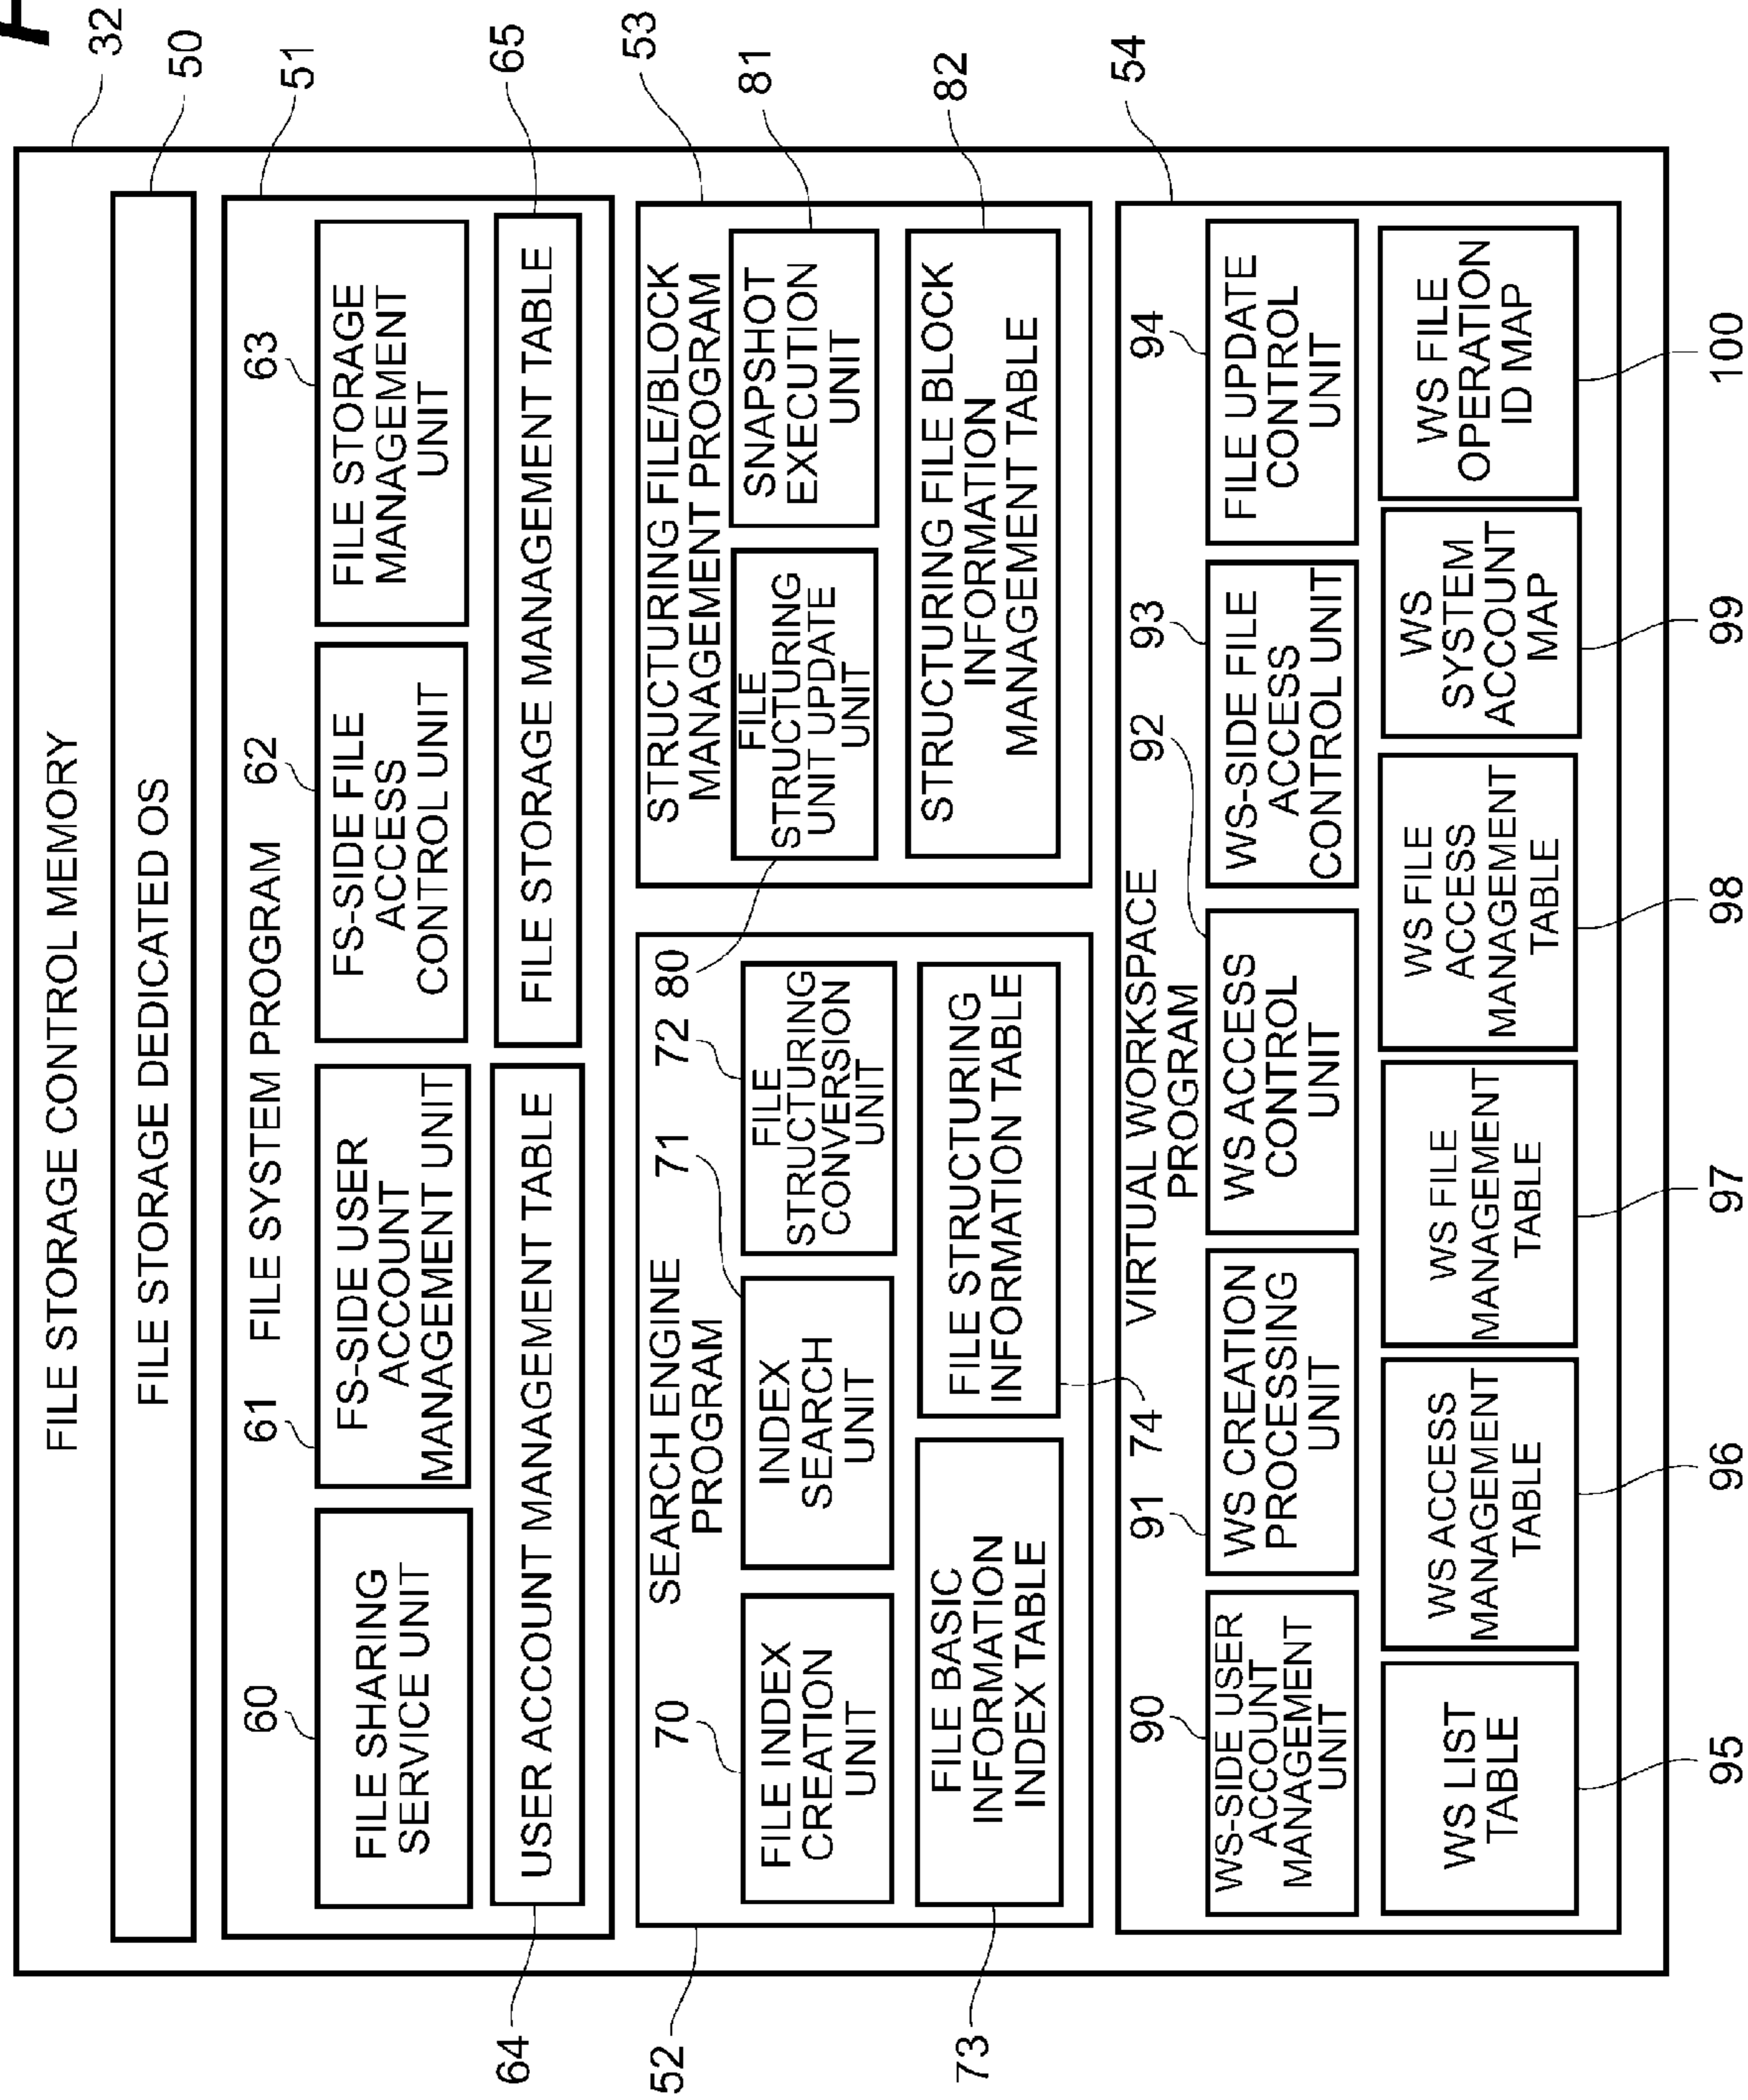 32
FILE STORAGE CONTROL MEMORY
50
FILE STORAGE DEDICATED OS
51
FILE SYSTEM PROGRAM
60
FILE SHARING
SERVICE UNIT
61
FS-SIDE USER
ACCOUNT
MANAGEMENT UNIT
62
FS-SIDE FILE
ACCESS
CONTROL UNIT
63
FILE STORAGE
MANAGEMENT
UNIT
64
USER ACCOUNT MANAGEMENT TABLE
65
FILE STORAGE MANAGEMENT TABLE
52
SEARCH ENGINE
PROGRAM
70
FILE INDEX
CREATION
UNIT
71
INDEX
SEARCH
UNIT
72
FILE
STRUCTURING
CONVERSION
UNIT
73
FILE BASIC
INFORMATION
INDEX TABLE
74
FILE STRUCTURING
INFORMATION TABLE
53
STRUCTURING FILE/BLOCK
MANAGEMENT PROGRAM
80
FILE
STRUCTURING
UNIT UPDATE
UNIT
81
SNAPSHOT
EXECUTION
UNIT
82
STRUCTURING FILE BLOCK
INFORMATION
MANAGEMENT TABLE
54
VIRTUAL WORKSPACE
PROGRAM
90
WS-SIDE USER
ACCOUNT
MANAGEMENT
UNIT
91
WS CREATION
PROCESSING
UNIT
92
WS ACCESS
CONTROL
UNIT
93
WS-SIDE FILE
ACCESS
CONTROL UNIT
94
FILE UPDATE
CONTROL
UNIT
WS LIST
TABLE
95
WS ACCESS
MANAGEMENT
TABLE
96
WS FILE
MANAGEMENT
TABLE
97
WS FILE
ACCESS
MANAGEMENT
TABLE
98
WS
SYSTEM
ACCOUNT
MAP
99
WS FILE
OPERATION
ID MAP
100